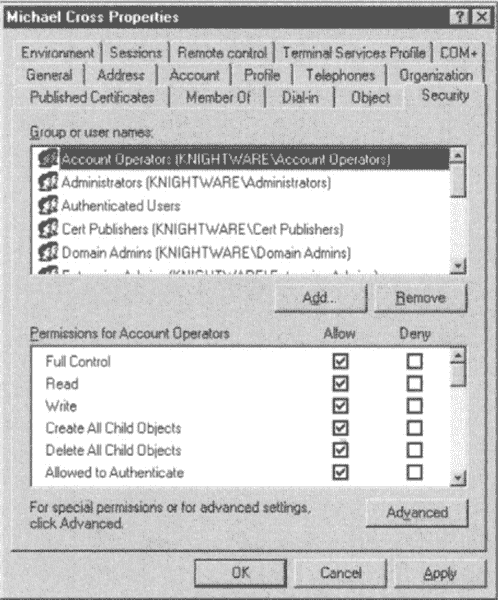 Michael Cross Properties
Environment Sessions Remote control Terminal Services Profile COM+
General Address Account Profile Telephones Organization
Published Certificates Member Of Dial-in Object Security
Group or user names:
Account Operators (KNIGHTWARE\Account Operators)
Administrators (KNIGHTWARE\Administrators)
Authenticated Users
Cert Publishers (KNIGHTWARE\Cert Publishers)
Domain Admins (KNIGHTWARE\Domain Admins)
Add... Remove
Permissions for Account Operators Allow Deny
Full Control
Read
Write
Create All Child Objects
Delete All Child Objects
Allowed to Authenticate
For special permissions or for advanced settings,
click Advanced.
Advanced
OK Cancel Apply